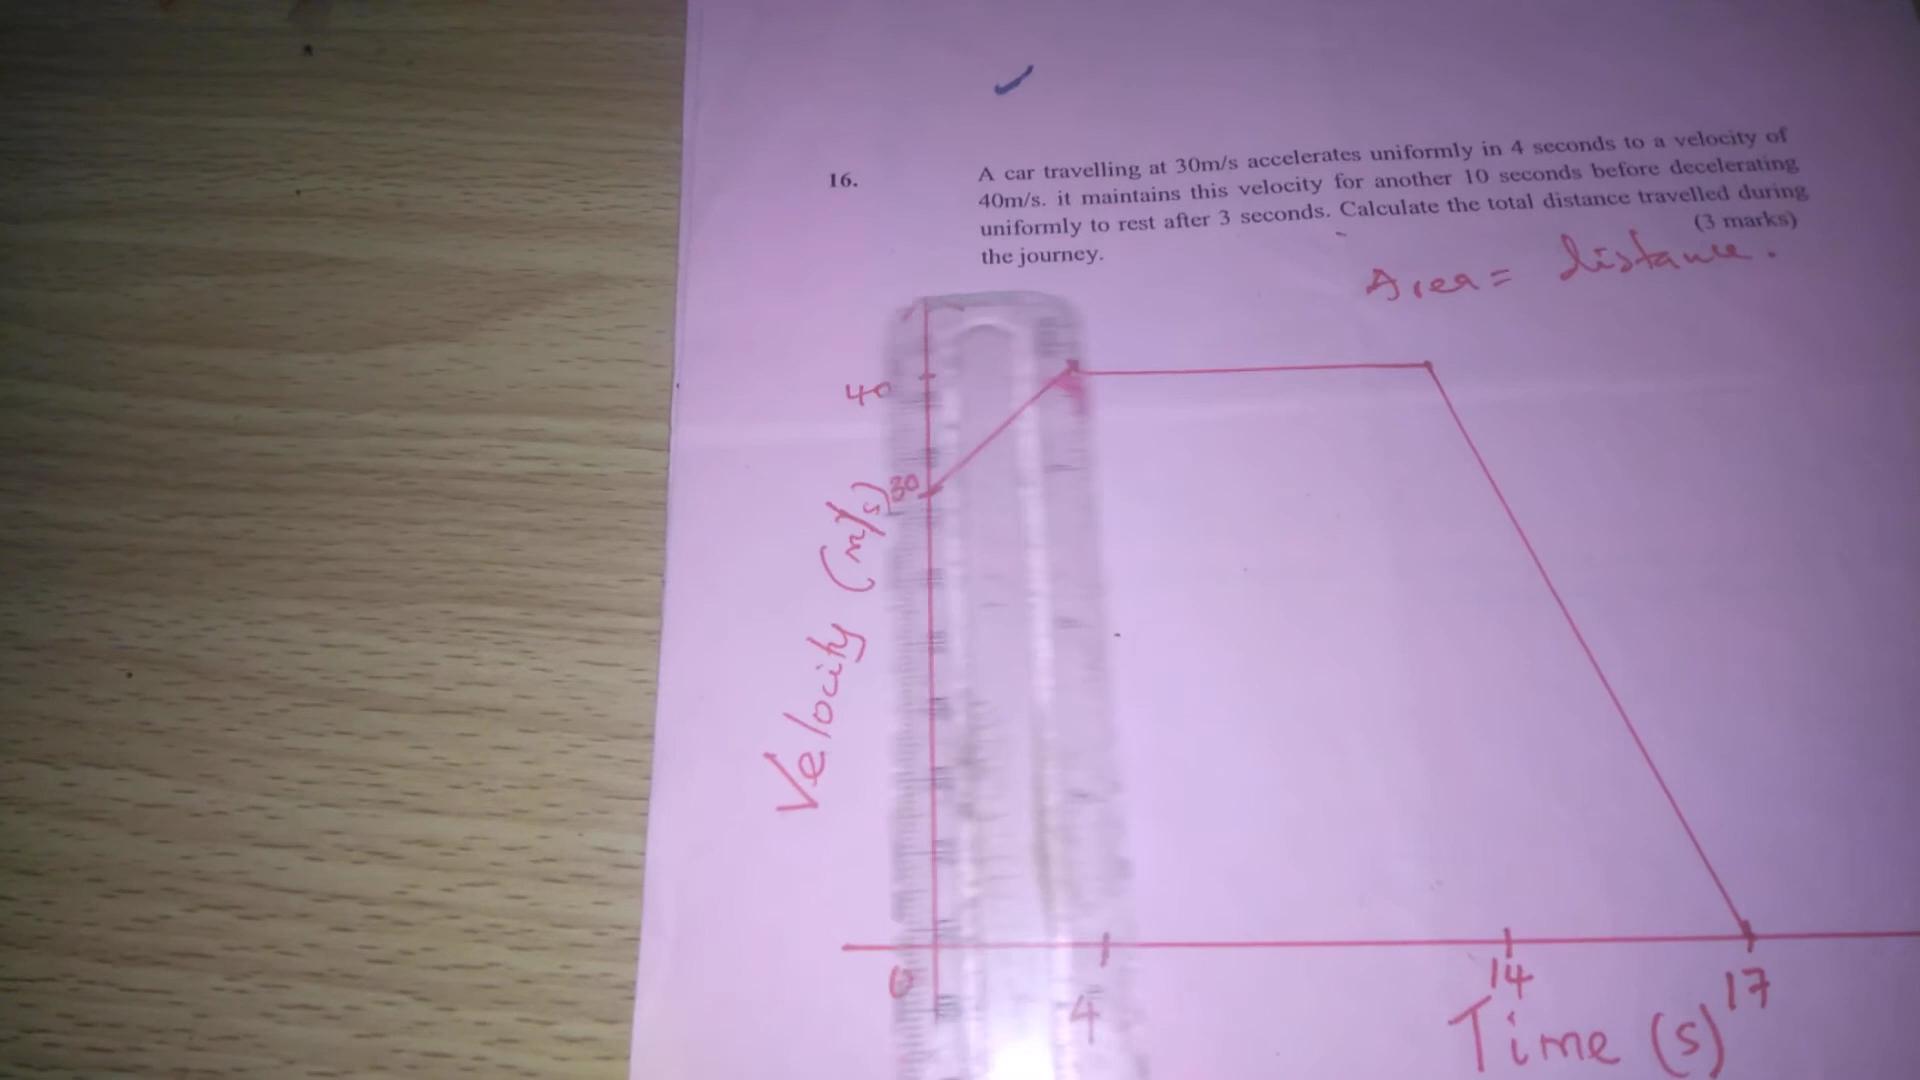 16.
A car travelling at 30m/s accelerates uniformly in 4 seconds to a velocity of
40m/s. it maintains this velocity for another 10 seconds before decelerating
uniformly to rest after 3 seconds. Calculate the total distance travelled during
the journey.
(3 marks)
Area = distance.
40
30
Velocity (m/s)
0
4
14
17
Time (s)